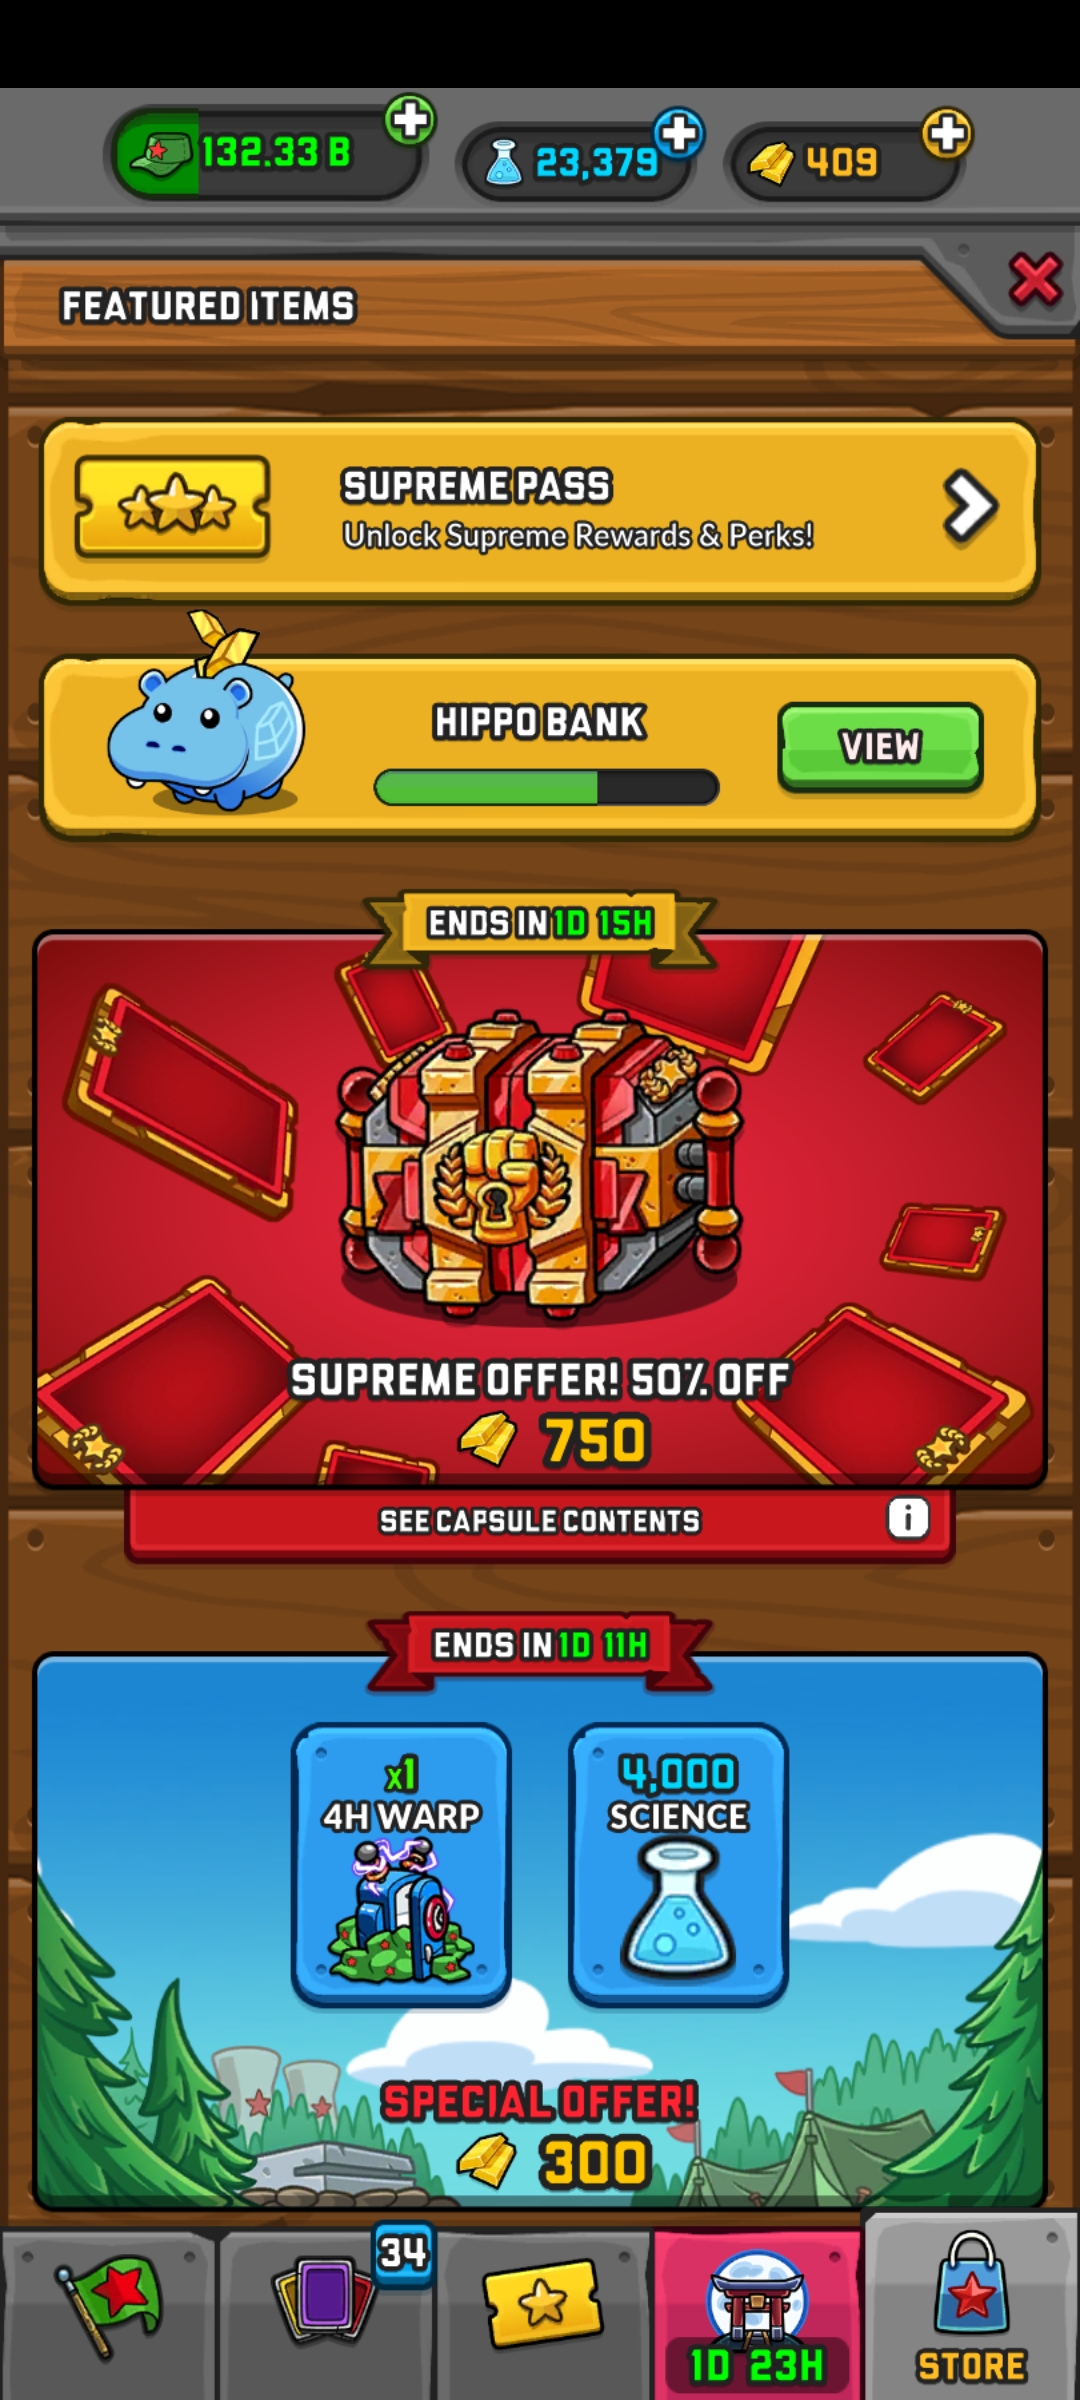 132.33 B
23,379
409
FEATURED ITEMS
SUPREME PASS
Unlock Supreme Rewards & Perks!
HIPPO BANK
VIEW
ENDS IN 1D 15H
SUPREME OFFER! 50% OFF
750
SEE CAPSULE CONTENTS
i
ENDS IN 1D 11H
x1
4H WARP
4,000
SCIENCE
SPECIAL OFFER!
300
34
1D 23H
STORE